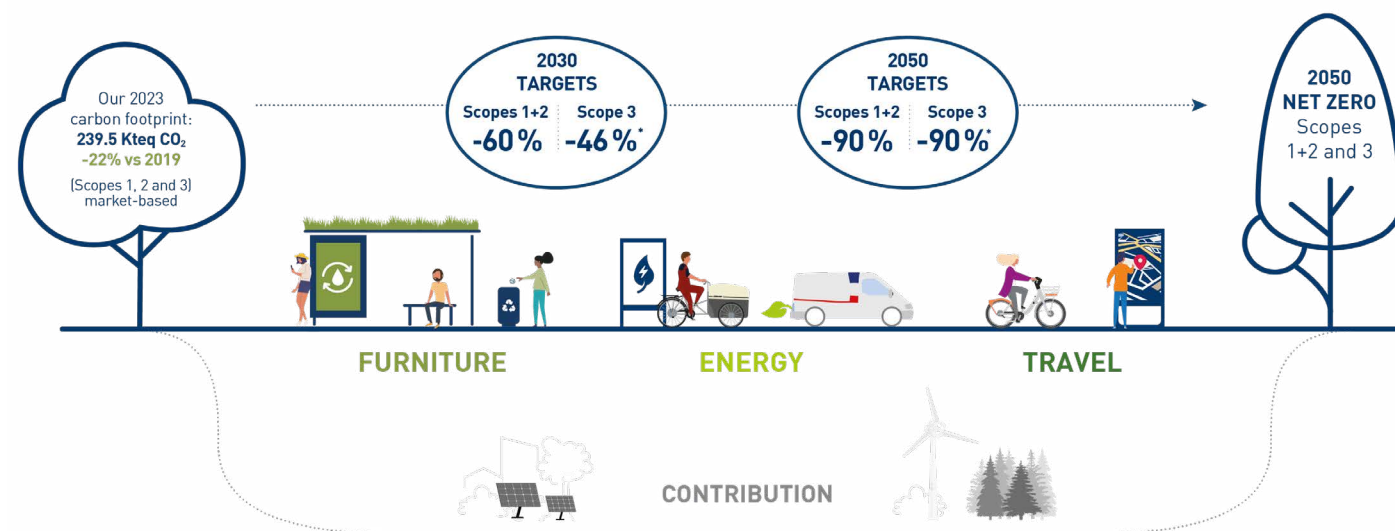 Our 2023
carbon footprint:
239.5 Kteq CO₂
-22% vs 2019
(Scopes 1, 2 and 3)
market-based
2030
TARGETS
Scopes 1+2
-60 %
Scope 3
-46 %*
2050
TARGETS
Scopes 1+2
-90 %
Scope 3
-90 %*
2050
NET ZERO
Scopes
1+2 and 3
FURNITURE
ENERGY
TRAVEL
CONTRIBUTION